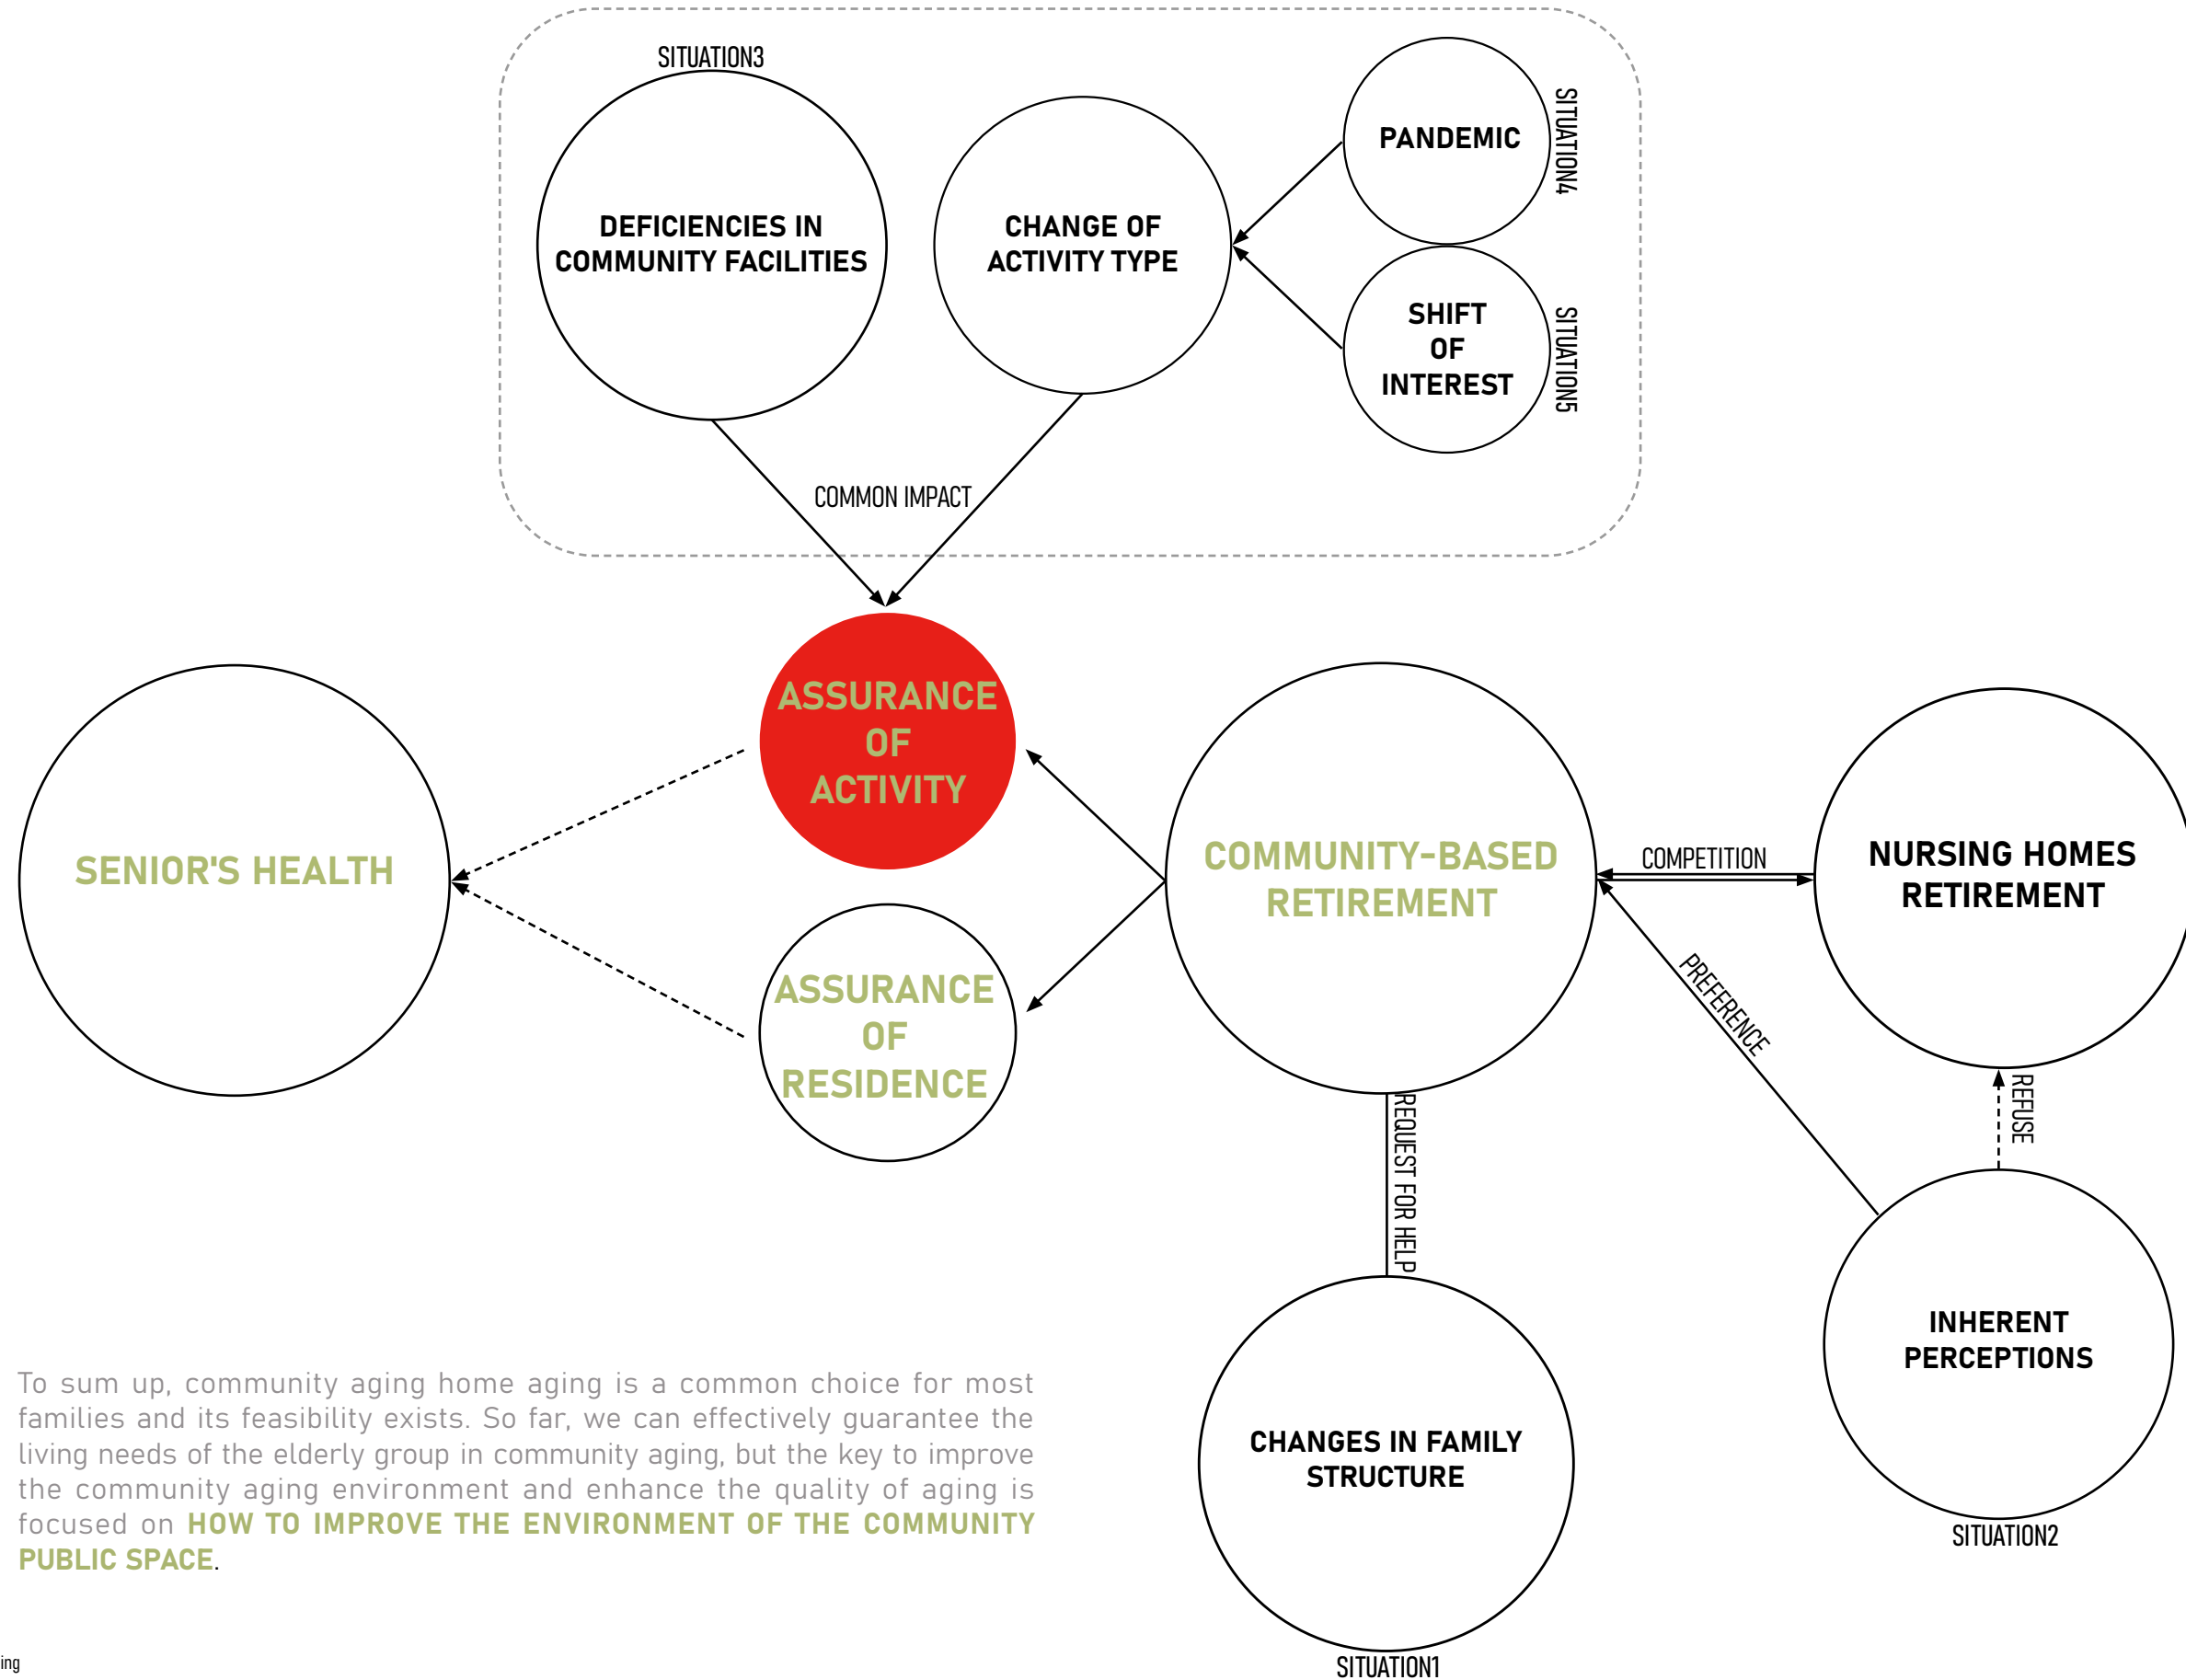 SITUATION3
DEFICIENCIES IN
COMMUNITY FACILITIES
CHANGE OF
ACTIVITY TYPE
PANDEMIC
SITUATION4
SHIFT
OF
INTEREST
SITUATION5
COMMON IMPACT
ASSURANCE
OF
ACTIVITY
SENIOR'S HEALTH
ASSURANCE
OF
RESIDENCE
COMMUNITY-BASED
RETIREMENT
COMPETITION
NURSING HOMES
RETIREMENT
PREFERENCE
REFUSE
REQUEST FOR HELP
INHERENT
PERCEPTIONS
SITUATION2
CHANGES IN FAMILY
STRUCTURE
SITUATION1
To sum up, community aging home aging is a common choice for most
families and its feasibility exists. So far, we can effectively guarantee the
living needs of the elderly group in community aging, but the key to improve
the community aging environment and enhance the quality of aging is
focused on HOW TO IMPROVE THE ENVIRONMENT OF THE COMMUNITY
PUBLIC SPACE.
ing